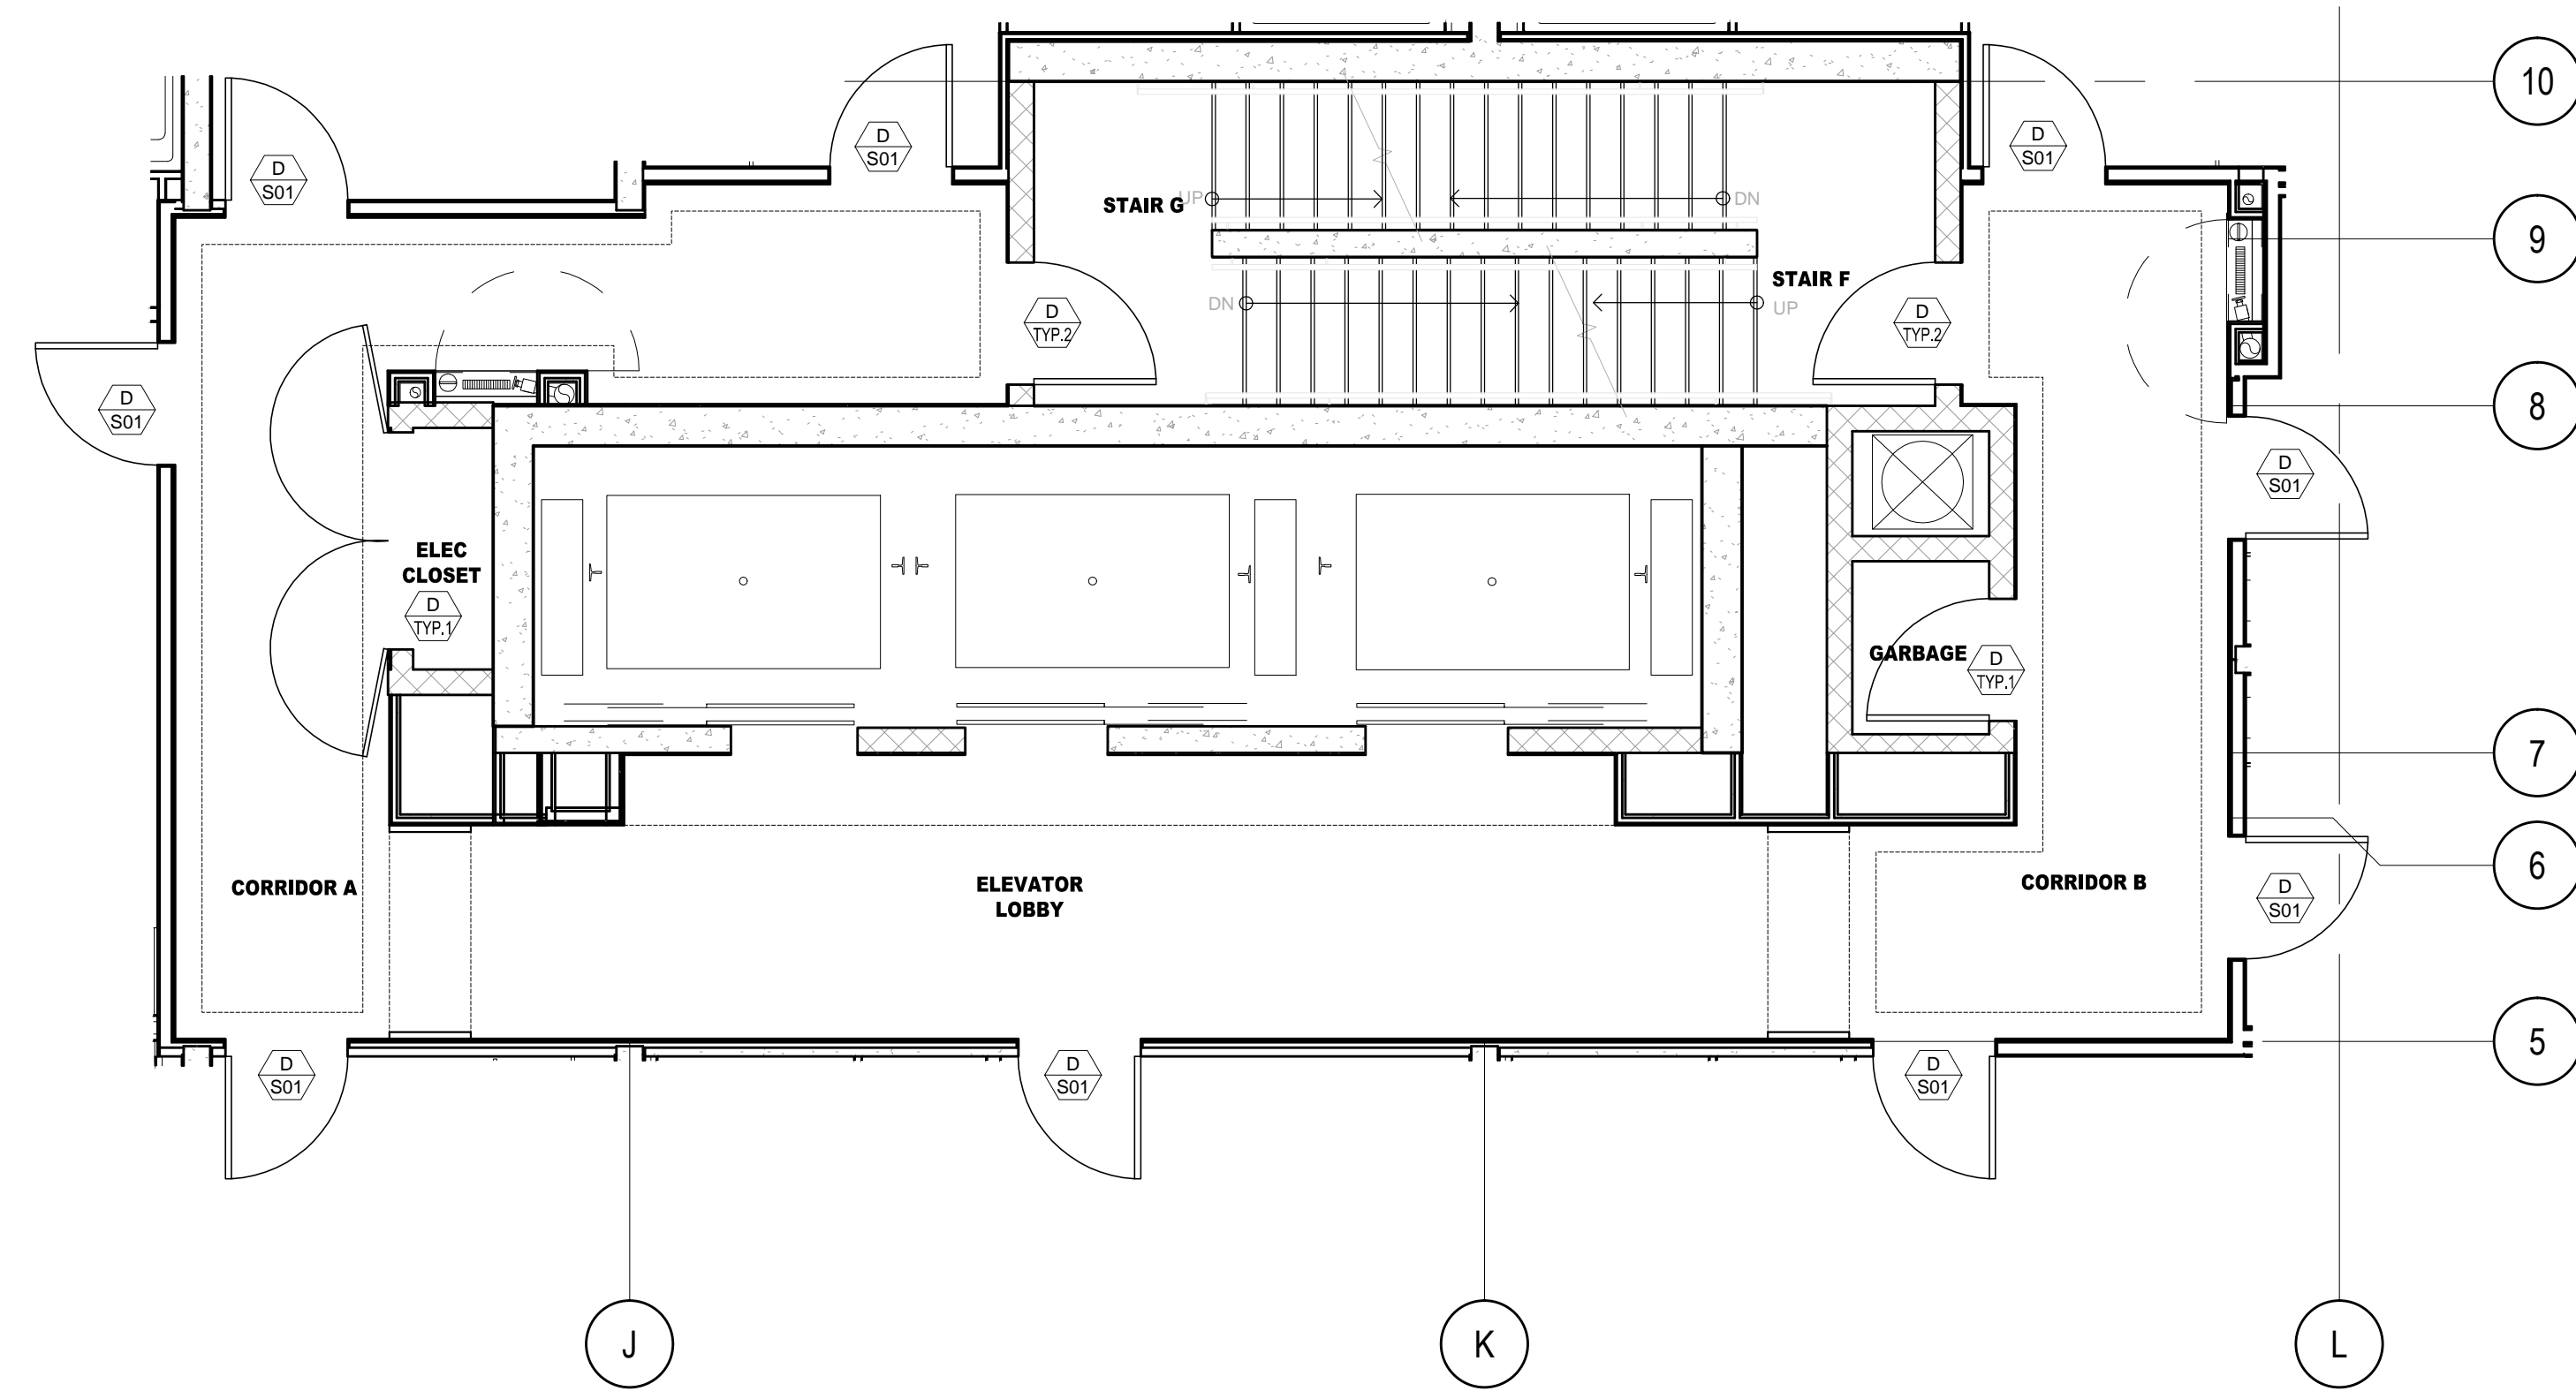 10
D
S01
D
S01
D
S01
UP
STAIR G
DN
9
STAIR F
DN
UP
D
TYP.2
D
TYP.2
D
S01
8
D
S01
ELEC
CLOSET
D
TYP.1
GARBAGE
D
TYP.1
7
6
CORRIDOR A
ELEVATOR
LOBBY
CORRIDOR B
D
S01
5
D
S01
D
S01
D
S01
J
K
L